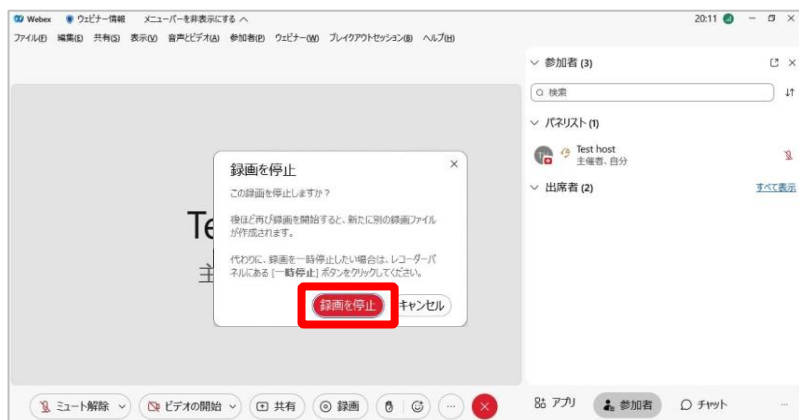 Webex ウェビナー情報 メニューバーを非表示にする 20:11
ファイル(F) 編集(E) 共有(S) 表示(V) 音声とビデオ(A) 参加者(P) ウェビナー(W) ブレイクアウトセッション(B) ヘルプ(H)
参加者 (3)
検索
パネリスト (1)
TH
Test host
主催者、自分
出席者 (2) すべて表示
Te
主
録画を停止
この録画を停止しますか？
後ほど再び録画を開始すると、新たに別の録画ファイル
が作成されます。
代わりに、録画を一時停止したい場合は、レコーダーパ
ネルにある [一時停止] ボタンをクリックしてください。
録画を停止 キャンセル
ミュート解除 ビデオの開始 共有 録画 アプリ 参加者 チャット